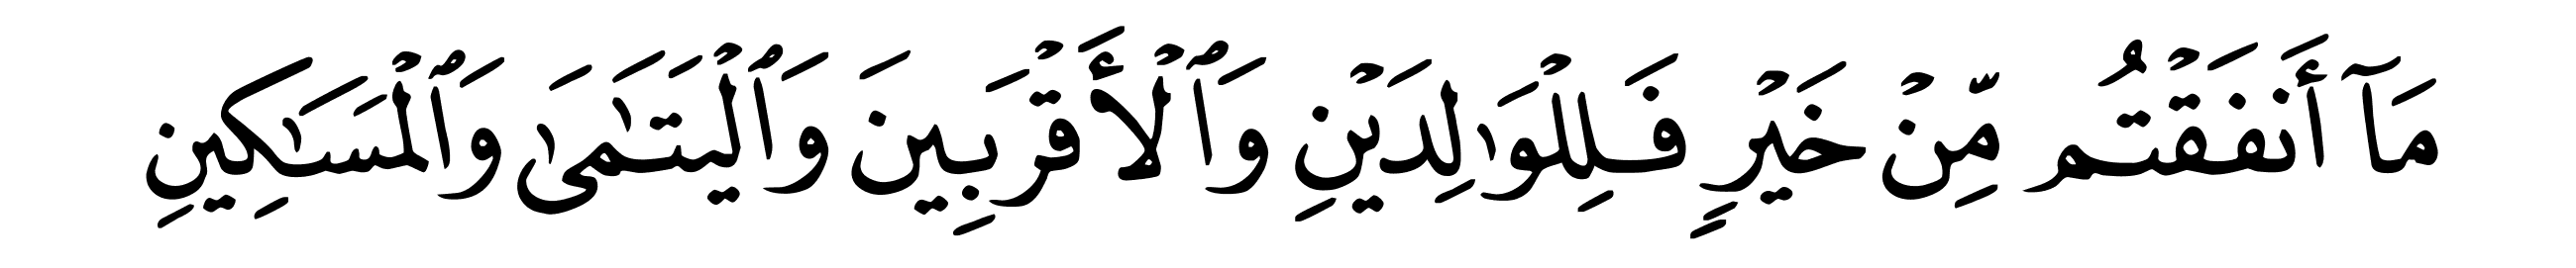 مَآ أَنفَقْتُم مِّنْ خَيْرٍ فَلِلْوَٰلِدَيْنِ وَٱلْأَقْرَبِينَ وَٱلْيَتَٰمَىٰ وَٱلْمَسَٰكِينِ